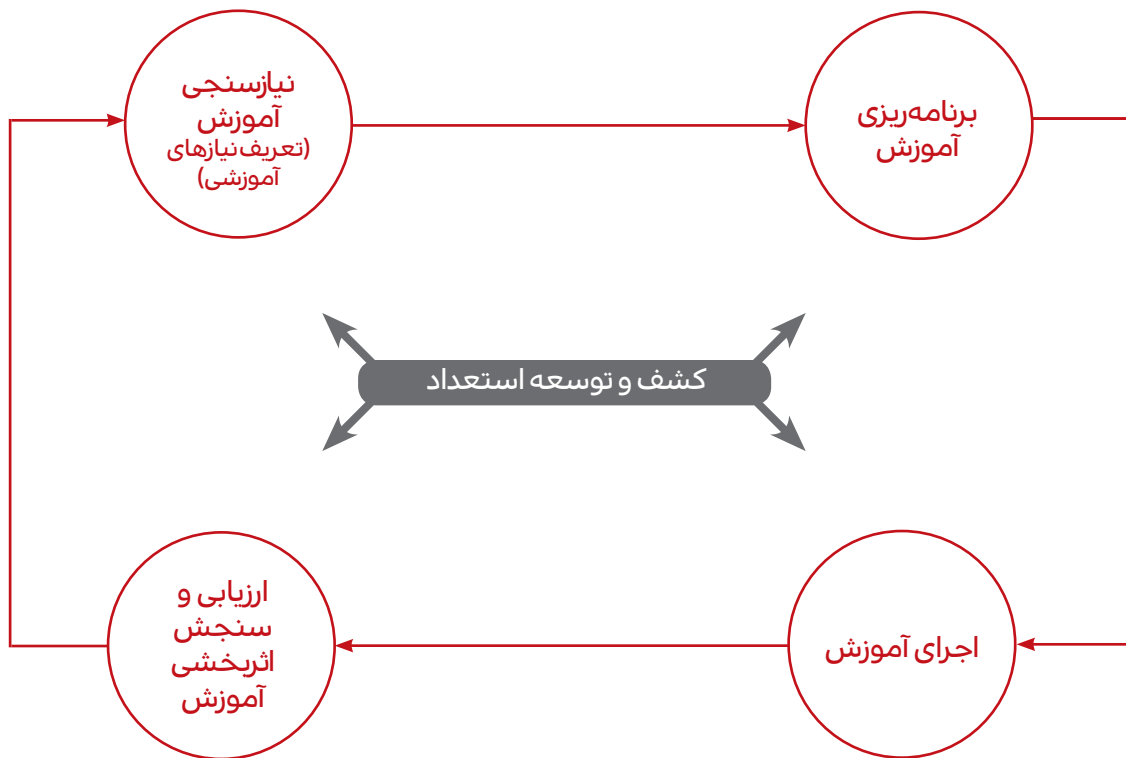 نیازسنجی
آموزش
(تعریف نیازهای
آموزشی)
برنامه‌ریزی
آموزش
کشف و توسعه استعداد
اجرای آموزش
ارزیابی و
سنجش
اثربخشی
آموزش